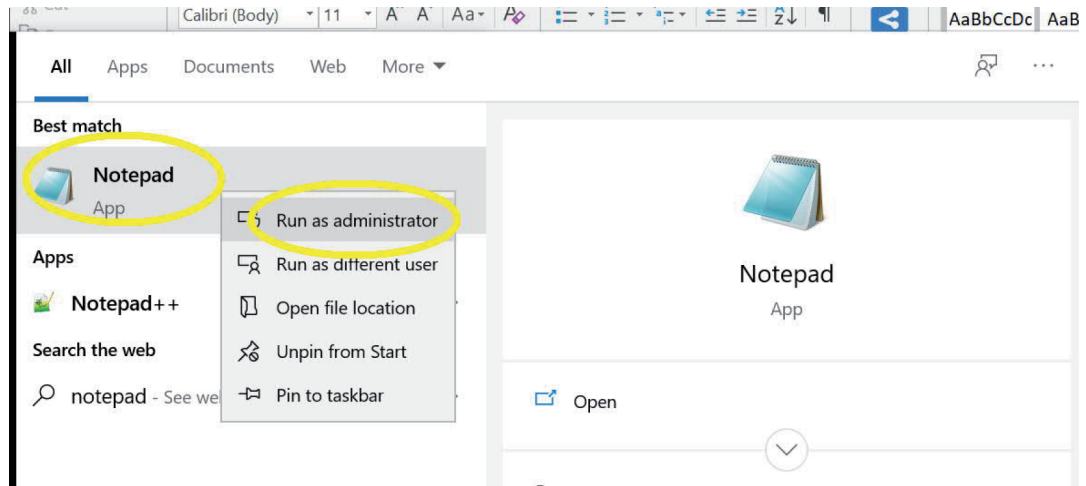 Cut
Calibri (Body) 11 A A Aa A
AaBbCcDc AaB
All Apps Documents Web More
Best match
Notepad
App
Run as administrator
Run as different user
Open file location
Unpin from Start
Pin to taskbar
Apps
Notepad++
Search the web
notepad - See we
Notepad
App
Open